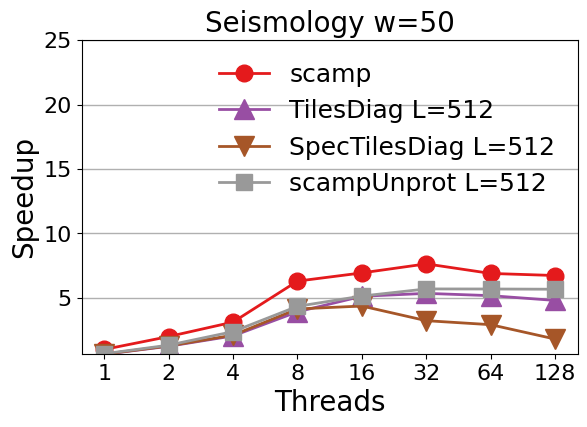 Seismology w=50
scamp
TilesDiag L=512
SpecTilesDiag L=512
scampUnprot L=512
Speedup
25
20
15
10
5
1 2 4 8 16 32 64 128
Threads